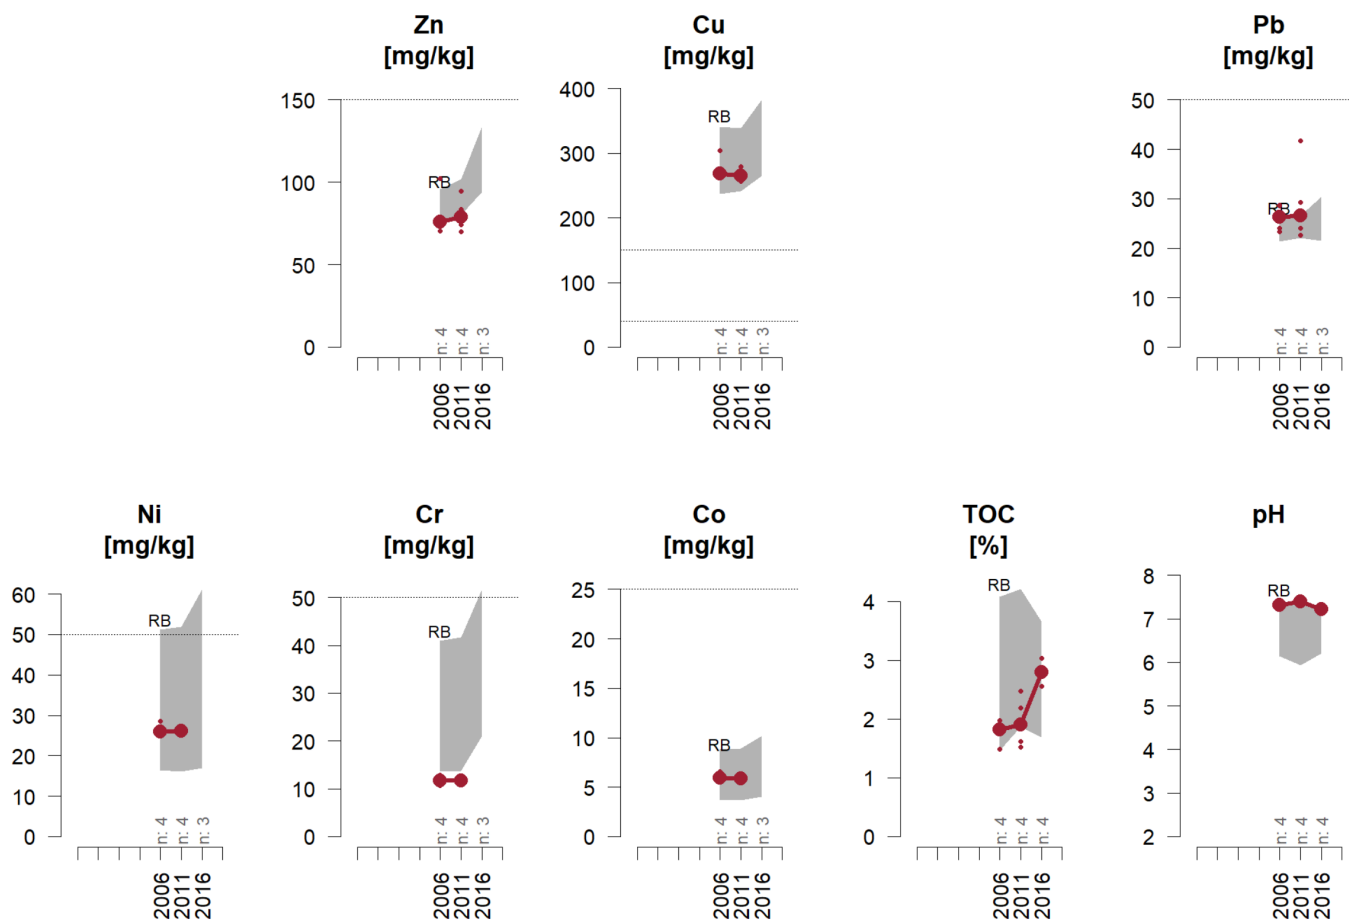 Zn
[mg/kg]
150
100
50
0
RB
n: 4
n: 4
n: 3
2006
2011
2016
Cu
[mg/kg]
400
300
200
100
0
RB
n: 4
n: 4
n: 3
2006
2011
2016
Pb
[mg/kg]
50
40
30
20
10
0
RB
n: 4
n: 4
n: 3
2006
2011
2016
Ni
[mg/kg]
60
50
40
30
20
10
0
RB
n: 4
n: 4
n: 3
2006
2011
2016
Cr
[mg/kg]
50
40
30
20
10
0
RB
n: 4
n: 4
n: 3
2006
2011
2016
Co
[mg/kg]
25
20
15
10
5
0
RB
n: 4
n: 4
n: 3
2006
2011
2016
TOC
[%]
4
3
2
1
0
RB
n: 4
n: 4
n: 4
2006
2011
2016
pH
8
7
6
5
4
3
2
RB
n: 4
n: 4
n: 4
2006
2011
2016